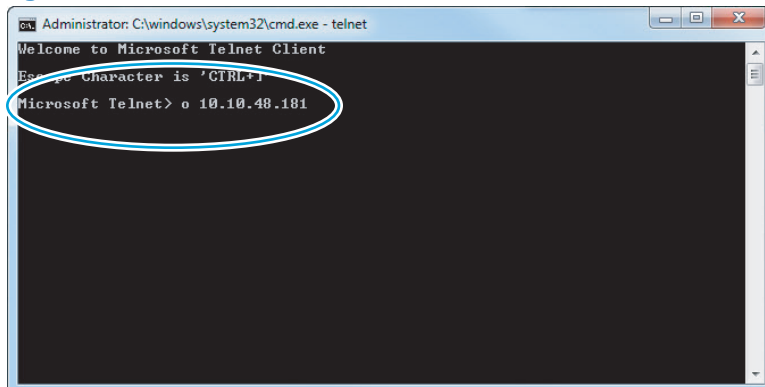 Administrator: C:\windows\system32\cmd.exe - telnet
Welcome to Microsoft Telnet Client
Escape Character is 'CTRL+]'
Microsoft Telnet> o 10.10.48.181